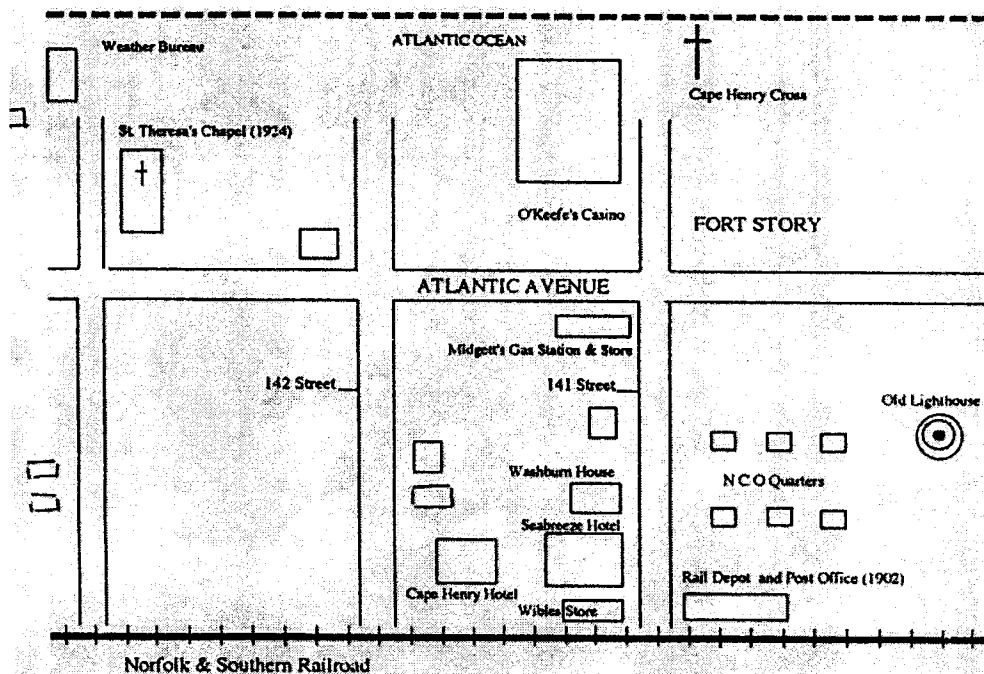 Weather Bureau
ATLANTIC OCEAN
Cape Henry Cross
St. Theresa's Chapel (1924)
O'Keefe's Casino
FORT STORY
ATLANTIC AVENUE
Midgett's Gas Station & Store
142 Street
141 Street
Old Lighthouse
Washburn House
N C O Quarters
Seabreeze Hotel
Rail Depot and Post Office (1902)
Cape Henry Hotel
Wibles Store
Norfolk & Southern Railroad